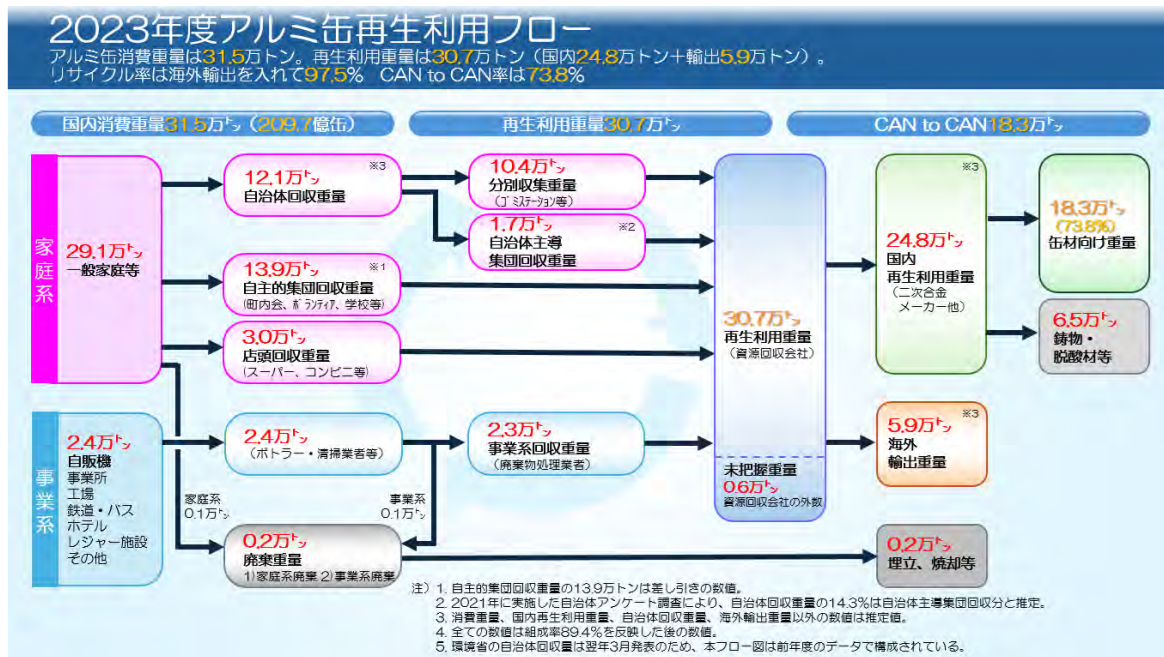 2023年度アルミ缶再生利用フロー
アルミ缶消費重量は31.5万トン。再生利用重量は30.7万トン（国内24.8万トン＋輸出5.9万トン）。
リサイクル率は海外輸出を入れて97.5%　CAN to CAN率は73.8%
国内消費重量31.5万㌧（209.7億缶）
再生利用重量30.7万㌧
CAN to CAN18.3万㌧
家庭系
29.1万㌧
一般家庭等
12.1万㌧
※3
自治体回収重量
10.4万㌧
分別収集重量
（ｺﾞﾐｽﾃｰｼｮﾝ等）
1.7万㌧
※2
自治体主導
集団回収重量
13.9万㌧
※1
自主的集団回収重量
（町内会、ﾎﾞﾗﾝﾃｨｱ、学校等）
3.0万㌧
店頭回収重量
（スーパー、コンビニ等）
30.7万㌧
再生利用重量
（資源回収会社）
未把握重量
0.6万㌧
資源回収会社の外数
24.8万㌧
※3
国内
再生利用重量
（二次合金
メーカー他）
18.3万㌧
(73.8%)
缶材向け重量
6.5万㌧
鋳物・
脱酸材等
事業系
2.4万㌧
自販機
事業所
工場
鉄道・バス
ホテル
レジャー施設
その他
2.4万㌧
（ボトラー・清掃業者等）
2.3万㌧
事業系回収重量
（廃棄物処理業者）
5.9万㌧
※3
海外
輸出重量
家庭系
0.1万㌧
事業系
0.1万㌧
0.2万㌧
廃棄重量
1)家庭系廃棄 2)事業系廃棄
0.2万㌧
埋立、焼却等
注）1. 自主的集団回収重量の13.9万トンは差し引きの数値。
2. 2021年に実施した自治体アンケート調査により、自治体回収重量の14.3%は自治体主導集団回収分と推定。
3. 消費重量、国内再生利用重量、自治体回収重量、海外輸出重量以外の数値は推定値。
4. 全ての数値は組成率89.4%を反映した後の数値。
5. 環境省の自治体回収量は翌年3月発表のため、本フロー図は前年度のデータで構成されている。